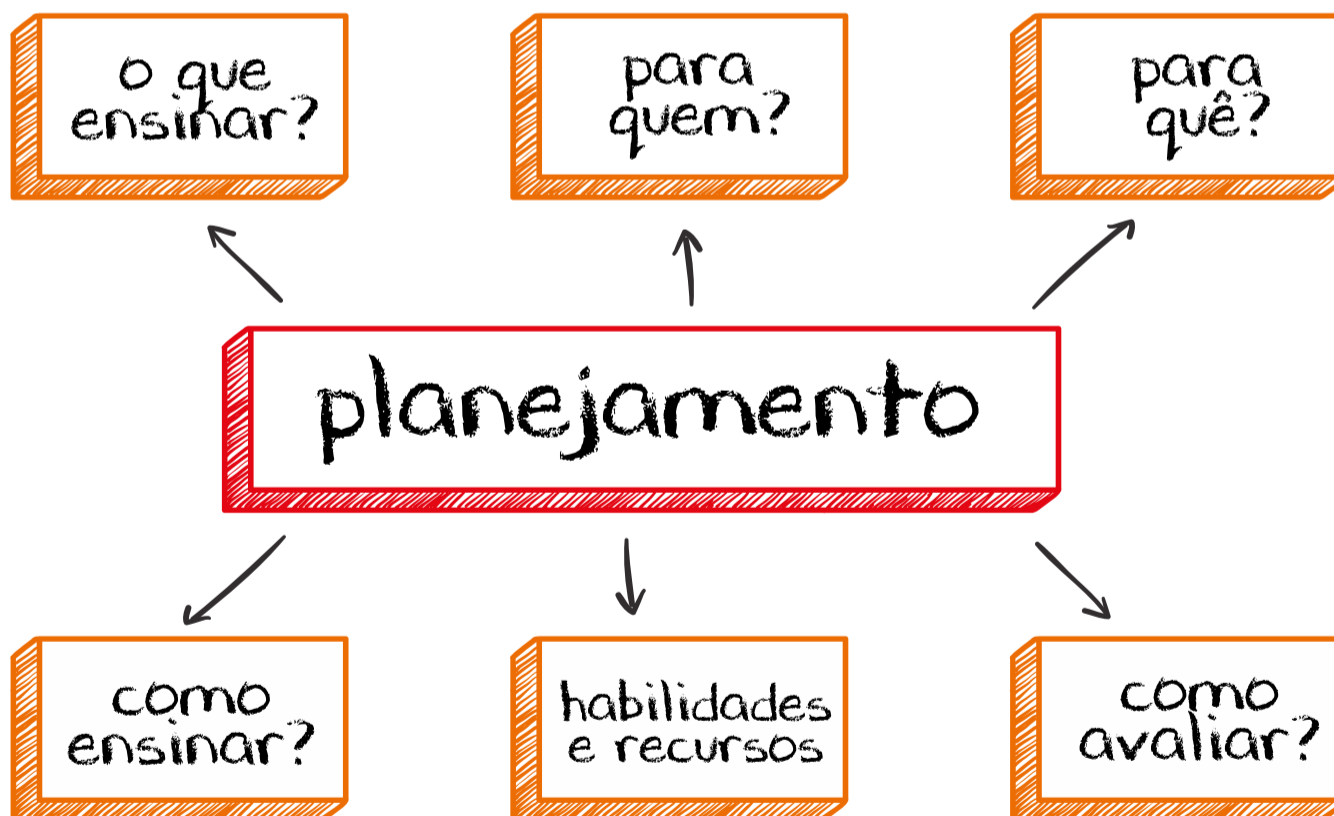 o que
ensinar?
para
quem?
para
quê?
planejamento
como
ensinar?
habilidades
e recursos
como
avaliar?